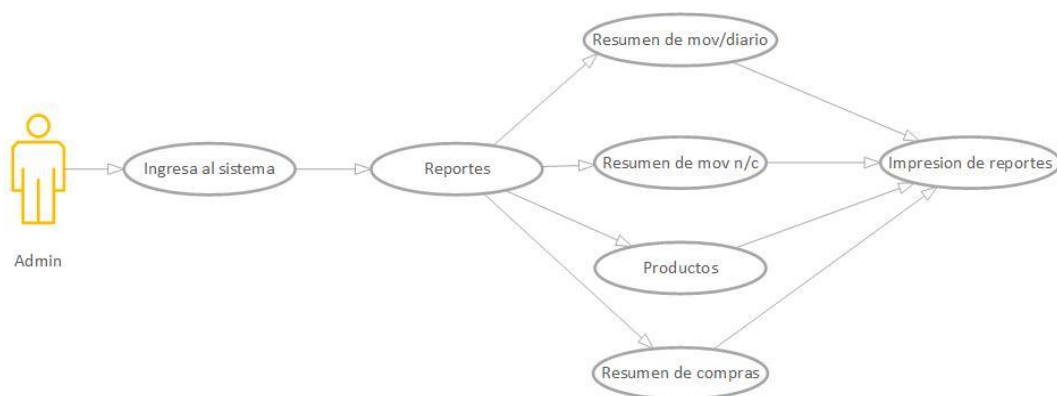 Resumen de mov/diario
Ingresa al sistema
Reportes
Resumen de mov n/c
Impresion de reportes
Admin
Productos
Resumen de compras